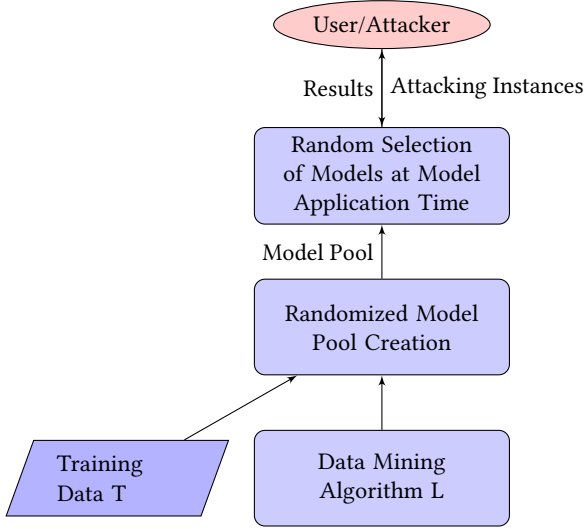 User/Attacker
Results
Attacking Instances
Random Selection
of Models at Model
Application Time
Model Pool
Randomized Model
Pool Creation
Training
Data T
Data Mining
Algorithm L